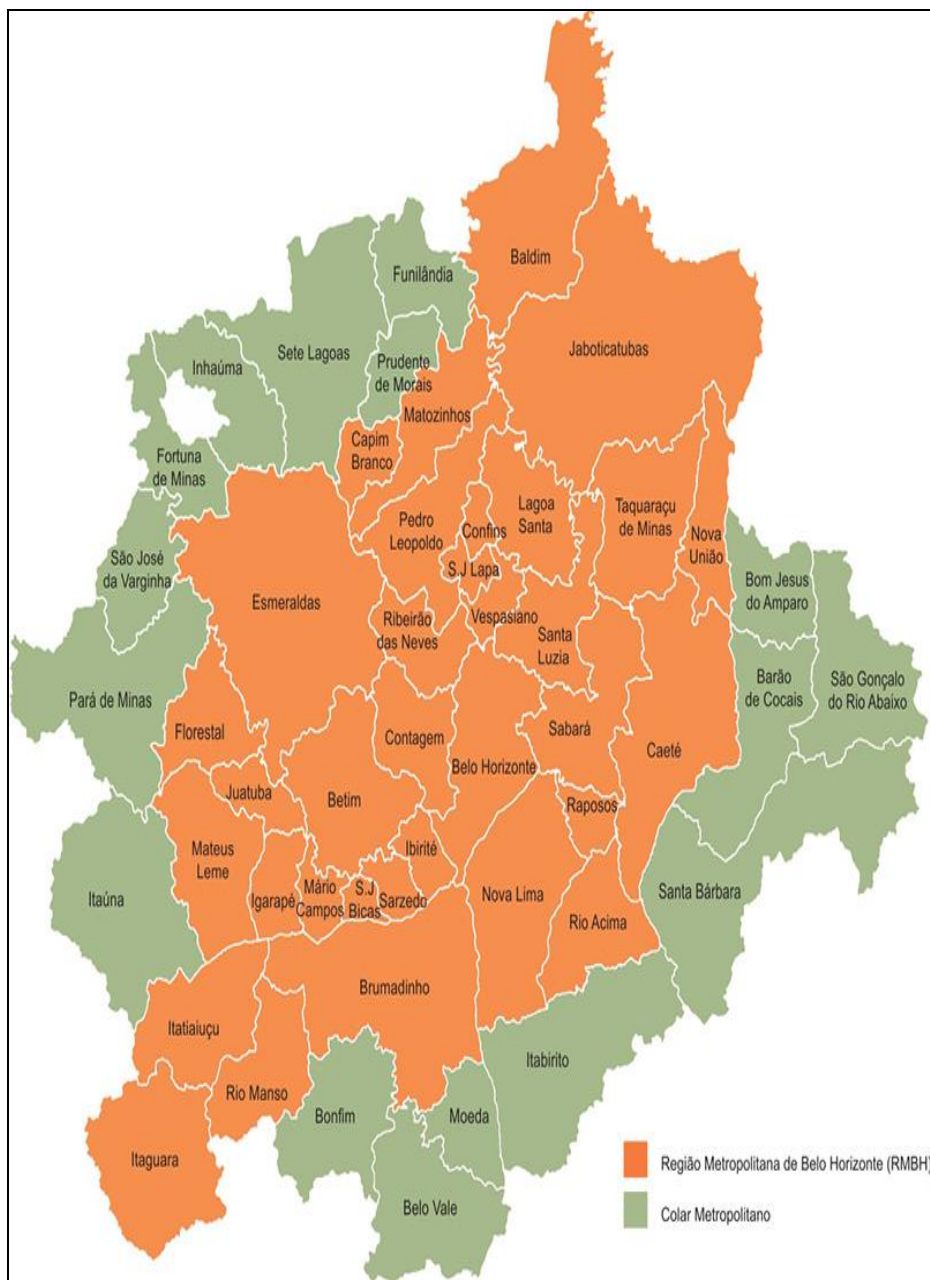 Baldim
Funilândia
Jaboticatubas
Sete Lagoas
Inhaúma
Prudente
de Morais
Matozinhos
Capim
Branco
Fortuna
de Minas
Lagoa
Santa
Taquaraçu
de Minas
Pedro
Leopoldo
Confins
Nova
União
São José
da Varginha
S.J Lapa
Bom Jesus
do Amparo
Esmeraldas
Ribeirão
das Neves
Vespasiano
Santa
Luzia
Barão
de Cocais
São Gonçalo
do Rio Abaixo
Pará de Minas
Florestal
Contagem
Sabará
Belo Horizonte
Caeté
Juatuba
Betim
Raposos
Mateus
Leme
Ibirité
Itaúna
Igarapé
Mário
Campos
S.J
Bicas
Sarzedo
Nova Lima
Santa Bárbara
Rio Acima
Brumadinho
Itatiaiuçu
Itabirito
Rio Manso
Bonfim
Moeda
Itaguara
Belo Vale
Região Metropolitana de Belo Horizonte (RMBH)
Colar Metropolitano